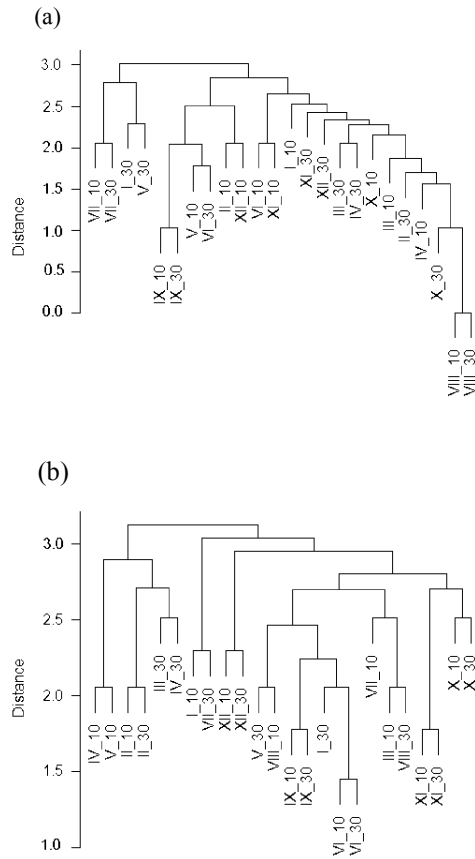 (a)
3.0
2.5
2.0
1.5
1.0
0.5
0.0
Distance
VII_10
VII_30
I_30
V_30
IX_10
IX_30
V_10
VI_30
II_10
XII_10
VI_10
XI_10
I_10
XI_30
XII_30
III_30
IV_30
X_10
III_10
II_30
IV_10
X_30
VIII_10
VIII_30
(b)
3.0
2.5
2.0
1.5
1.0
Distance
IV_10
V_10
II_10
II_30
III_30
IV_30
I_10
VII_30
XII_10
XII_30
V_30
VIII_10
IX_10
IX_30
I_30
VI_10
VI_30
VII_10
III_10
VIII_30
XI_10
XI_30
X_10
X_30